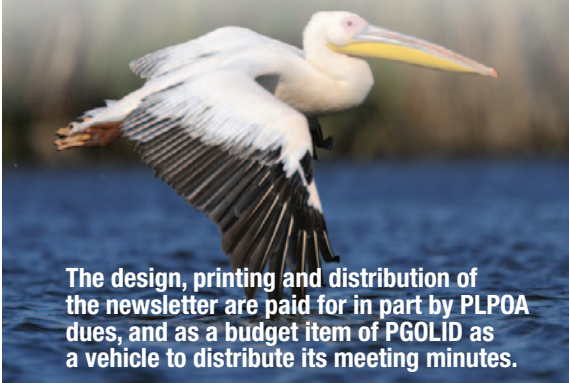 The design, printing and distribution of
the newsletter are paid for in part by PLPOA
dues, and as a budget item of PGOLID as
a vehicle to distribute its meeting minutes.